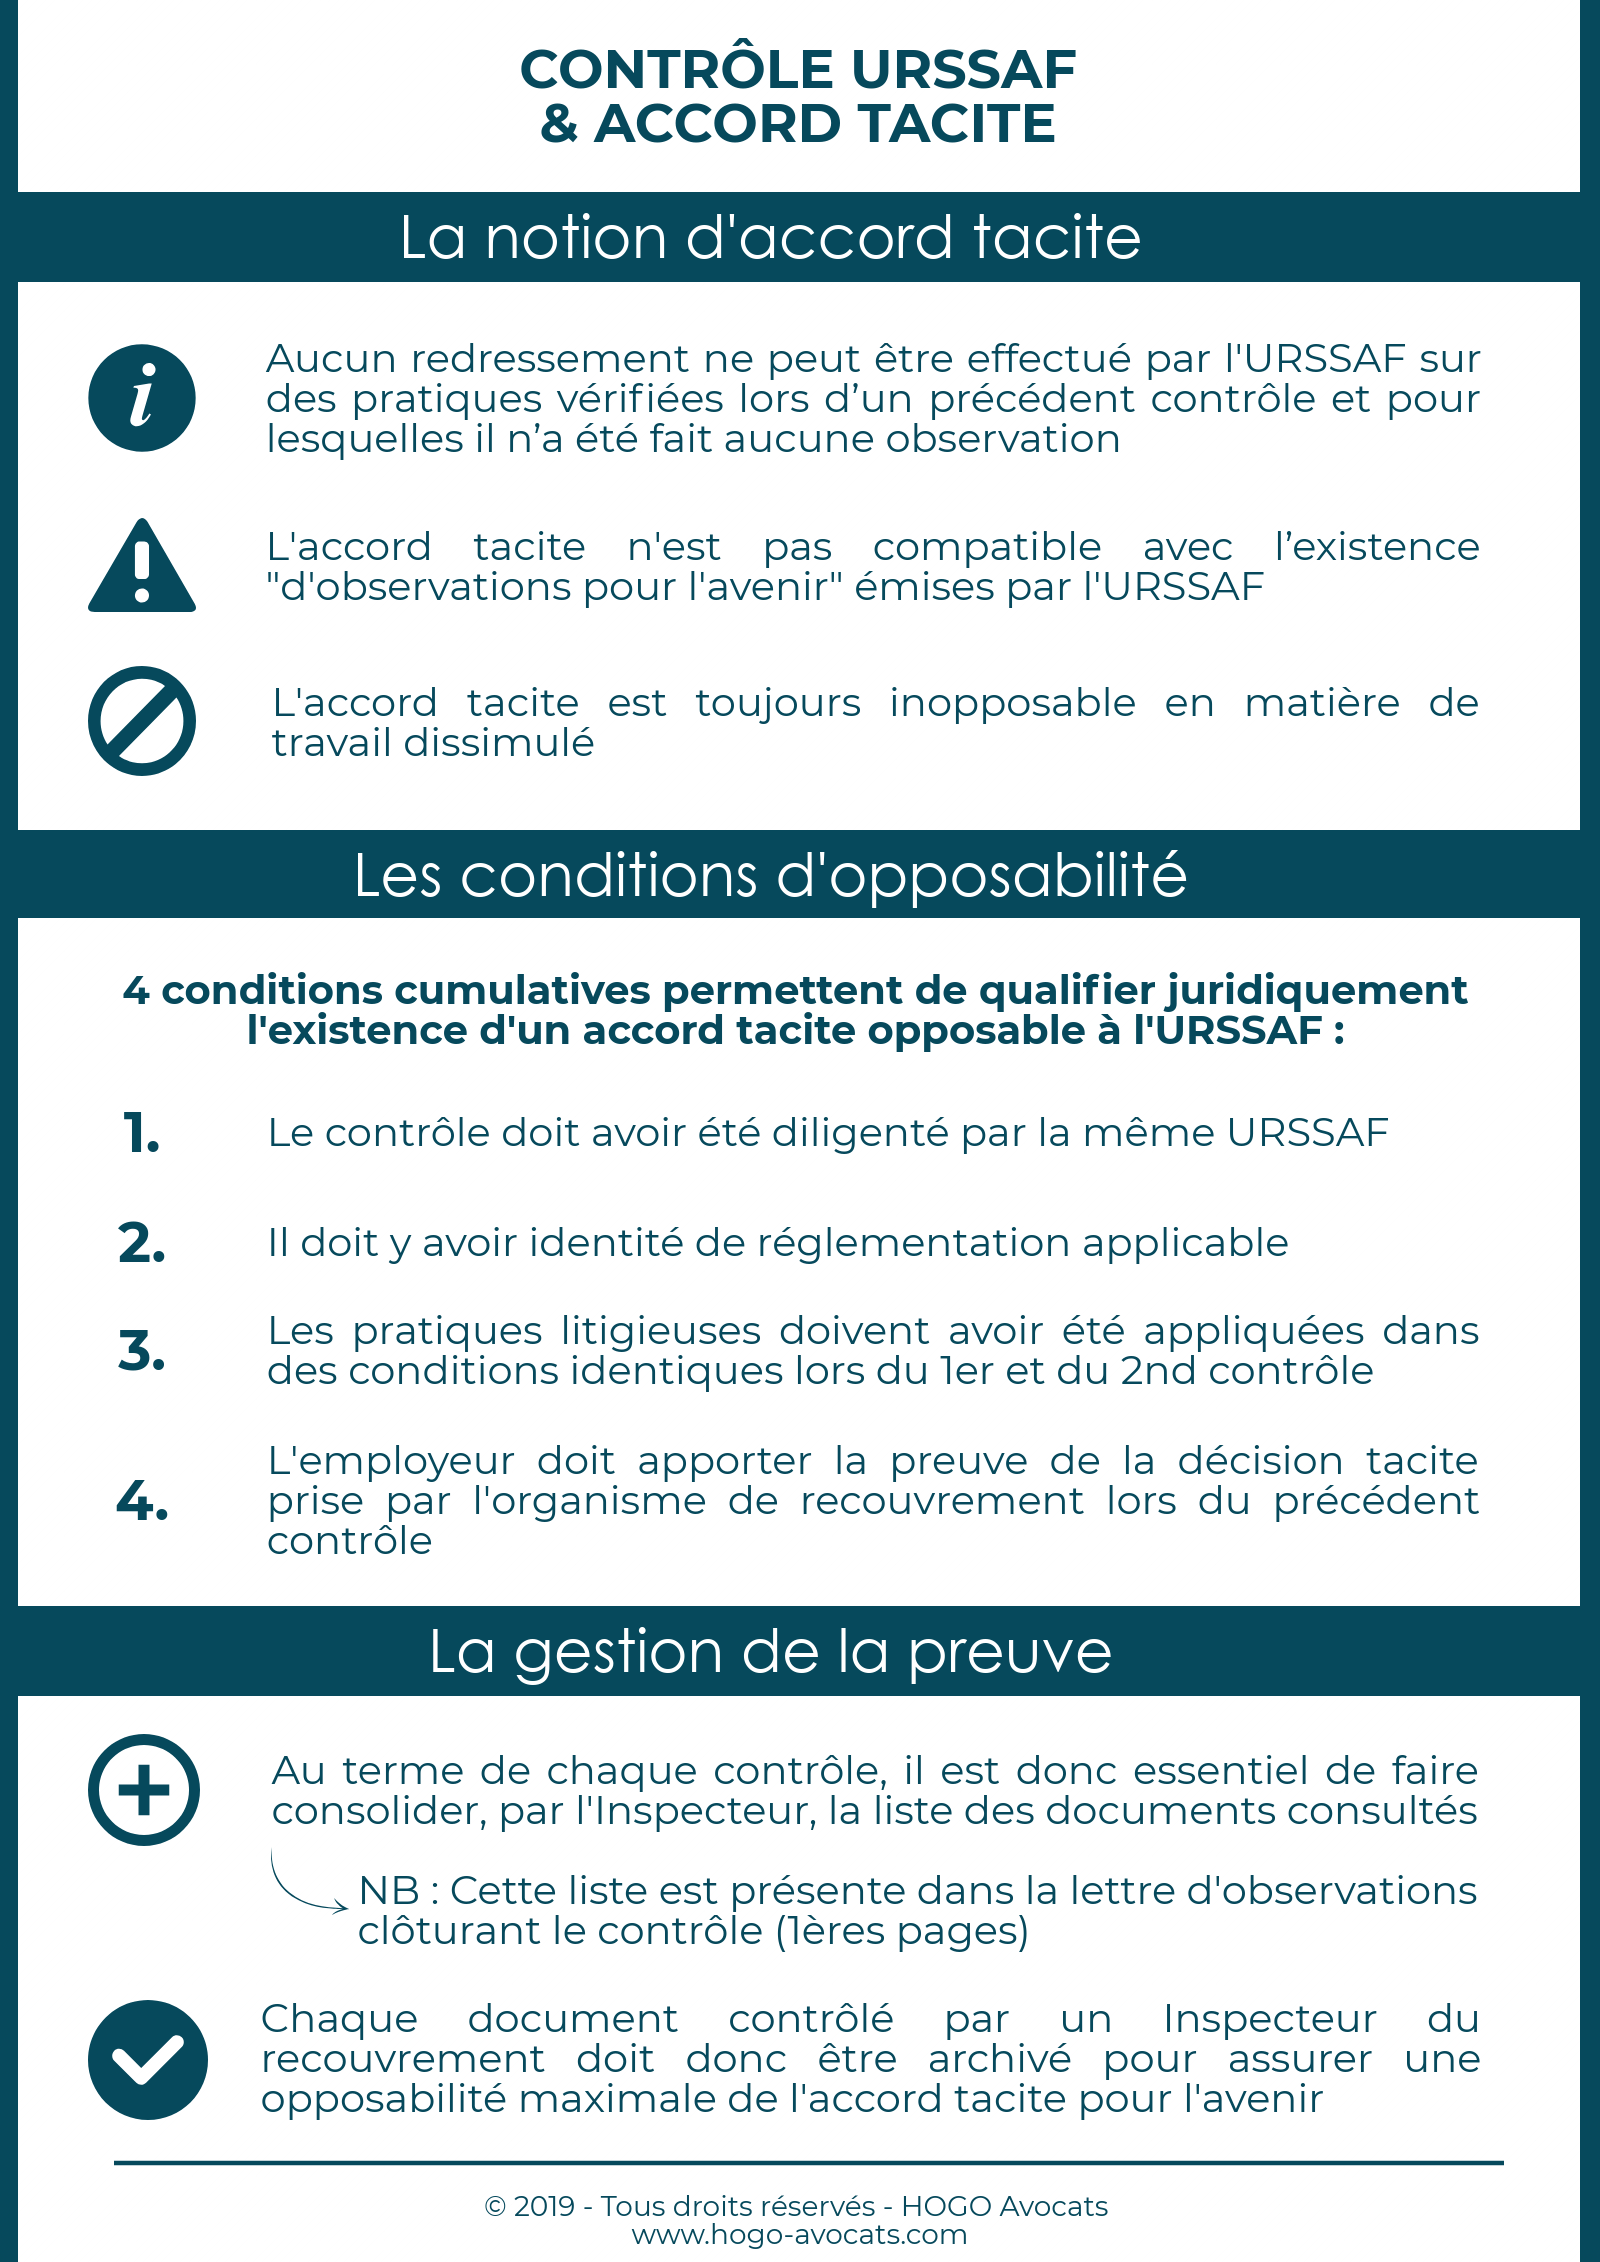 CONTRÔLE URSSAF
& ACCORD TACITE
La notion d'accord tacite
Aucun redressement ne peut être effectué par l'URSSAF sur
des pratiques vérifiées lors d’un précédent contrôle et pour
lesquelles il n’a été fait aucune observation
L'accord tacite n'est pas compatible avec l’existence
"d'observations pour l'avenir" émises par l'URSSAF
L'accord tacite est toujours inopposable en matière de
travail dissimulé
Les conditions d'opposabilité
4 conditions cumulatives permettent de qualifier juridiquement
l'existence d'un accord tacite opposable à l'URSSAF :
1. Le contrôle doit avoir été diligenté par la même URSSAF
2. Il doit y avoir identité de réglementation applicable
3. Les pratiques litigieuses doivent avoir été appliquées dans
des conditions identiques lors du 1er et du 2nd contrôle
4. L'employeur doit apporter la preuve de la décision tacite
prise par l'organisme de recouvrement lors du précédent
contrôle
La gestion de la preuve
Au terme de chaque contrôle, il est donc essentiel de faire
consolider, par l'Inspecteur, la liste des documents consultés
NB : Cette liste est présente dans la lettre d'observations
clôturant le contrôle (1ères pages)
Chaque document contrôlé par un Inspecteur du
recouvrement doit donc être archivé pour assurer une
opposabilité maximale de l'accord tacite pour l'avenir
© 2019 - Tous droits réservés - HOGO Avocats
www.hogo-avocats.com